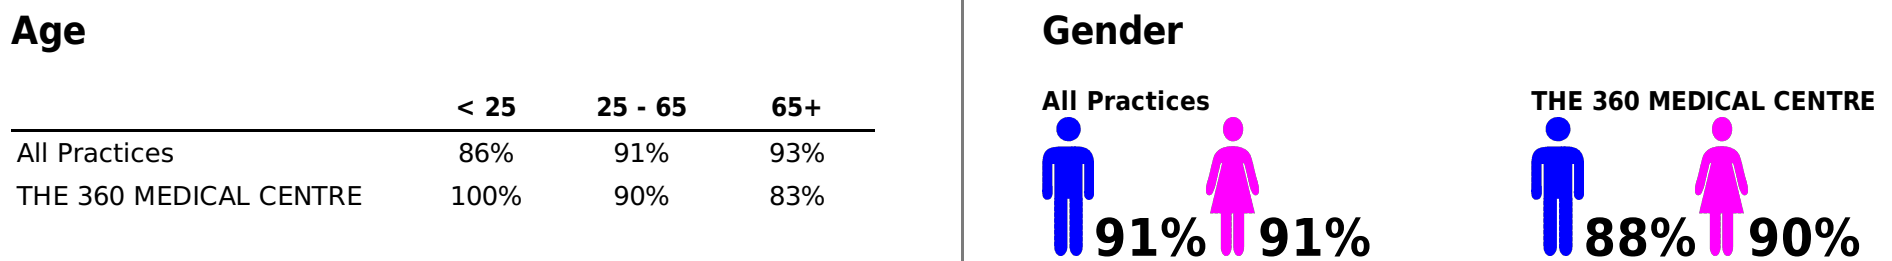 Age
< 25 25 - 65 65+
All Practices 86% 91% 93%
THE 360 MEDICAL CENTRE 100% 90% 83%
Gender
All Practices THE 360 MEDICAL CENTRE
91% 91% 88% 90%